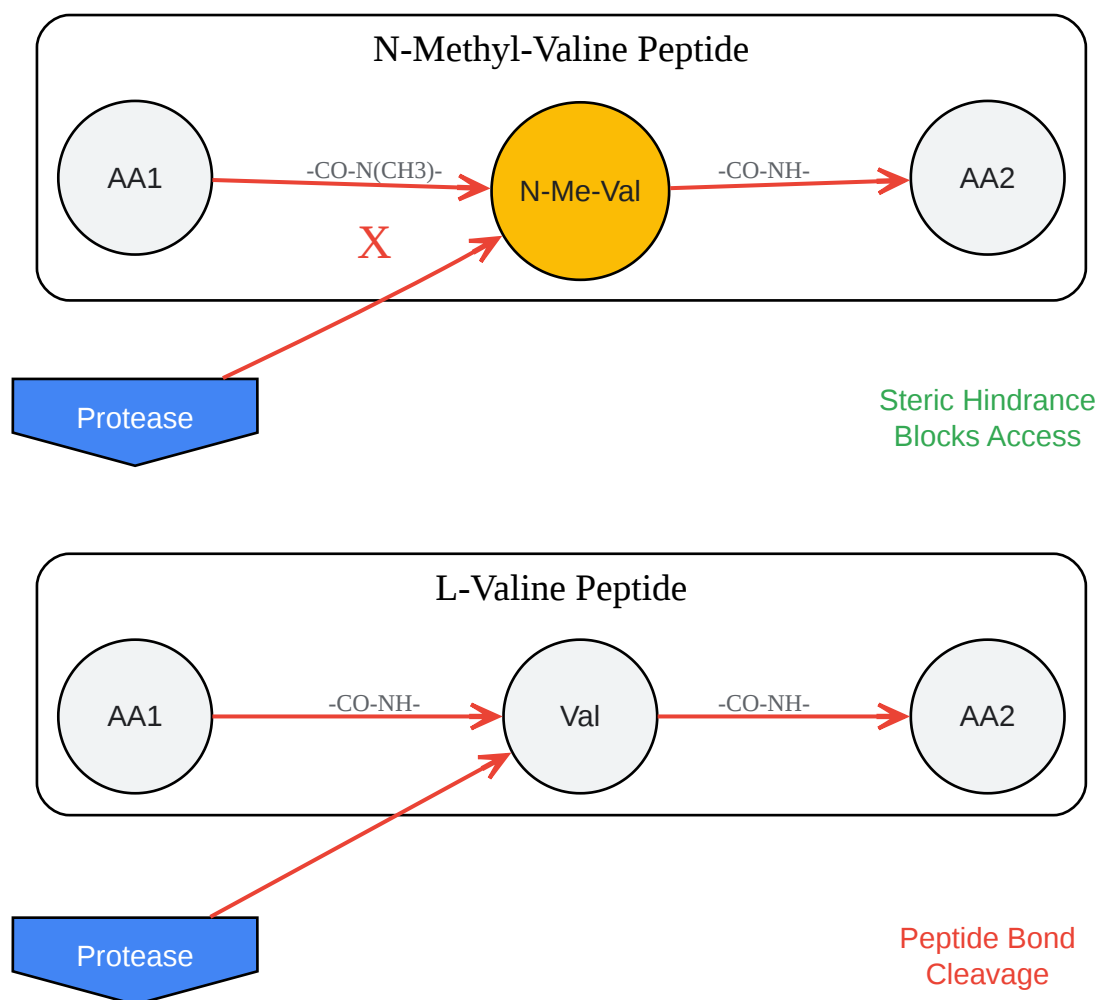 N-Methyl-Valine Peptide
-CO-N(CH3)-
-CO-NH-
AA1
N-Me-Val
AA2
X
Protease
Steric Hindrance
Blocks Access
L-Valine Peptide
-CO-NH-
-CO-NH-
AA1
Val
AA2
Protease
Peptide Bond
Cleavage